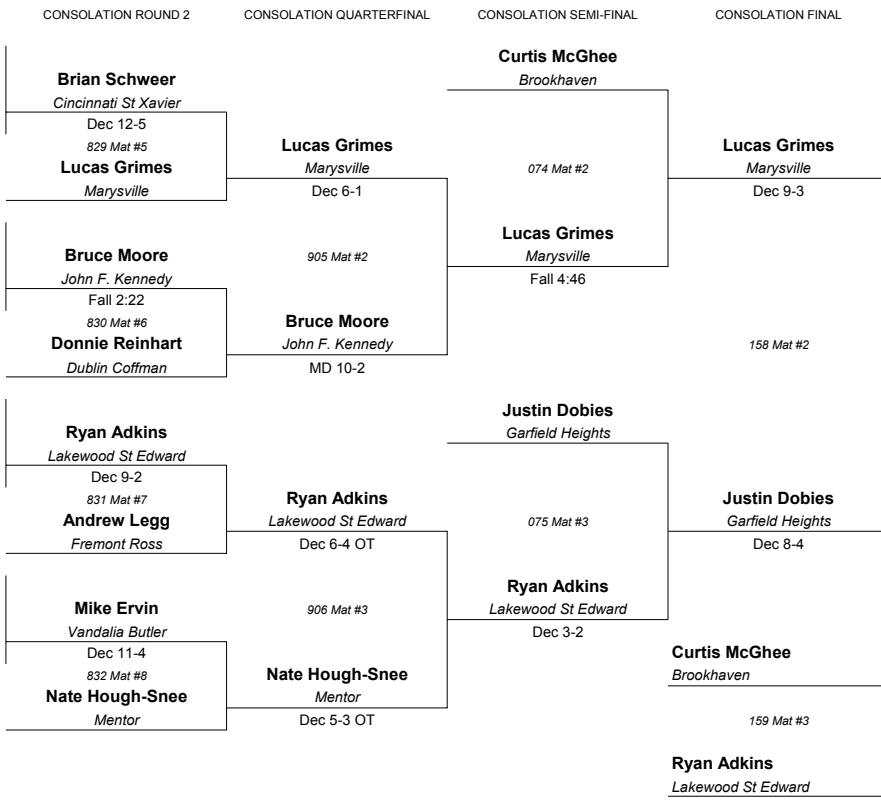 CONSOLATION ROUND 2
CONSOLATION QUARTERFINAL
CONSOLATION SEMI-FINAL
CONSOLATION FINAL
Brian Schweer
Cincinnati St Xavier
Dec 12-5
829 Mat #5
Lucas Grimes
Marysville
Bruce Moore
John F. Kennedy
Fall 2:22
830 Mat #6
Donnie Reinhart
Dublin Coffman
Ryan Adkins
Lakewood St Edward
Dec 9-2
831 Mat #7
Andrew Legg
Fremont Ross
Mike Ervin
Vandalia Butler
Dec 11-4
832 Mat #8
Nate Hough-Snee
Mentor
Lucas Grimes
Marysville
Dec 6-1
905 Mat #2
Bruce Moore
John F. Kennedy
MD 10-2
Ryan Adkins
Lakewood St Edward
Dec 6-4 OT
906 Mat #3
Nate Hough-Snee
Mentor
Dec 5-3 OT
Curtis McGhee
Brookhaven
074 Mat #2
Lucas Grimes
Marysville
Fall 4:46
Justin Dobies
Garfield Heights
075 Mat #3
Ryan Adkins
Lakewood St Edward
Dec 3-2
Lucas Grimes
Marysville
Dec 9-3
158 Mat #2
Justin Dobies
Garfield Heights
Dec 8-4
Curtis McGhee
Brookhaven
159 Mat #3
Ryan Adkins
Lakewood St Edward